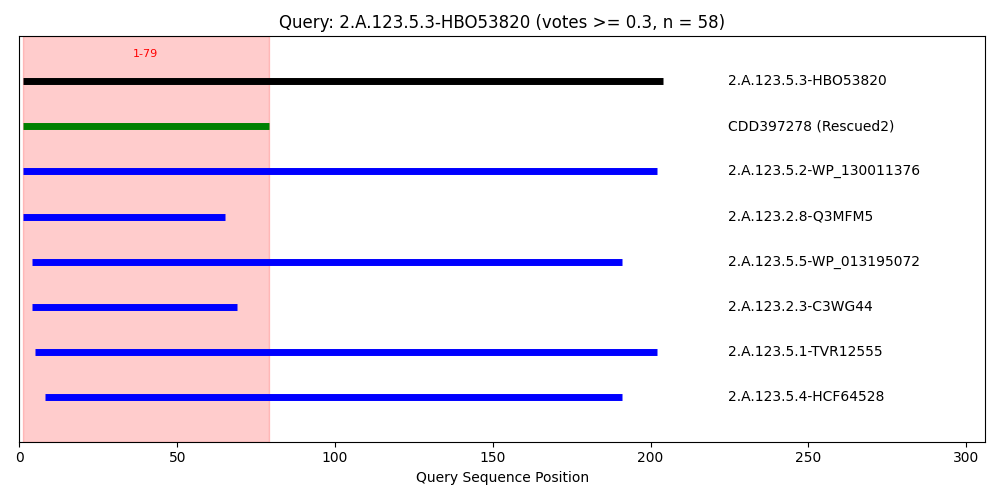 Query: 2.A.123.5.3-HBO53820 (votes >= 0.3, n = 58)
1-79
2.A.123.5.3-HBO53820
CDD397278 (Rescued2)
2.A.123.5.2-WP_130011376
2.A.123.2.8-Q3MFM5
2.A.123.5.5-WP_013195072
2.A.123.2.3-C3WG44
2.A.123.5.1-TVR12555
2.A.123.5.4-HCF64528
0 50 100 150 200 250 300
Query Sequence Position